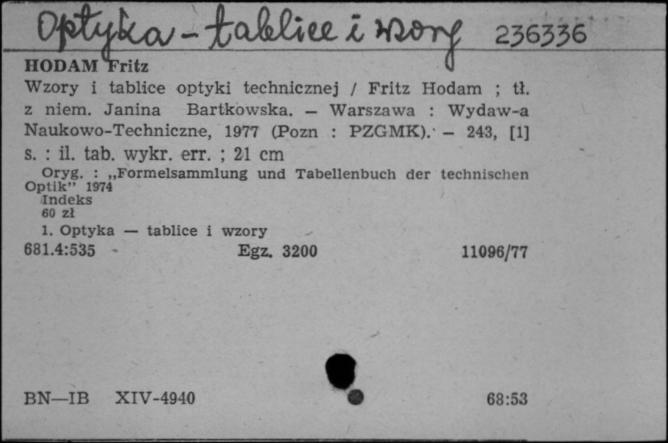 Optyka – tablice i wzory 236336
HODAM Fritz
Wzory i tablice optyki technicznej / Fritz Hodam ; tł.
z niem. Janina Bartkowska. — Warszawa : Wydaw-a
Naukowo-Techniczne, 1977 (Pozn : PZGMK). — 243, [1]
s. : il. tab. wykr. err. ; 21 cm
Oryg. : „Formelsammlung und Tabellenbuch der technischen
Optik” 1974
Indeks
60 zł
1. Optyka — tablice i wzory
681.4:535 Egz. 3200 11096/77
BN—IB XIV-4940 68:53